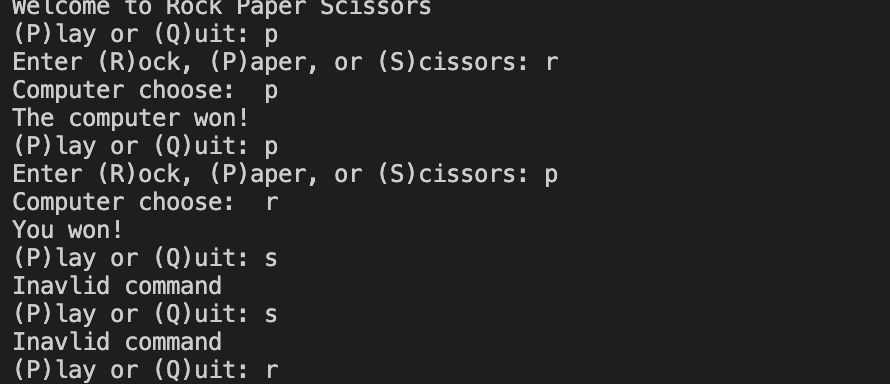 Welcome to Rock Paper Scissors
(P)lay or (Q)uit: p
Enter (R)ock, (P)aper, or (S)cissors: r
Computer choose:  p
The computer won!
(P)lay or (Q)uit: p
Enter (R)ock, (P)aper, or (S)cissors: p
Computer choose:  r
You won!
(P)lay or (Q)uit: s
Inavlid command
(P)lay or (Q)uit: s
Inavlid command
(P)lay or (Q)uit: r